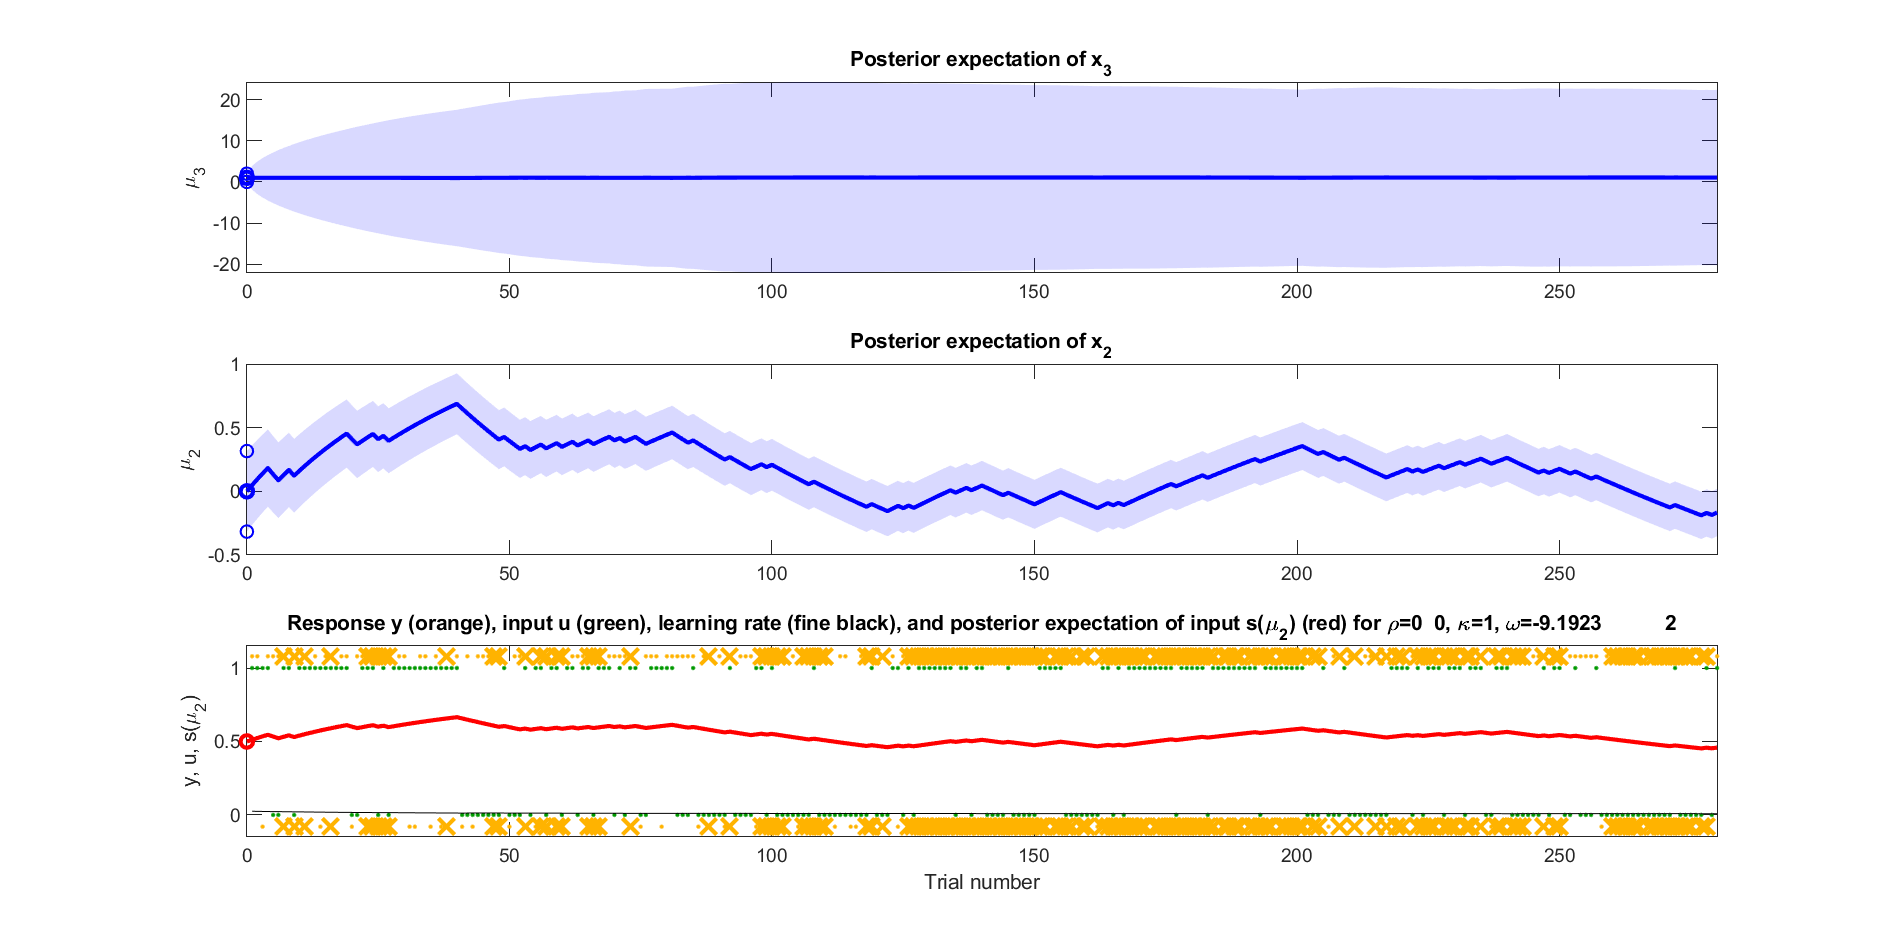 Posterior expectation of x₃
μ₃
20
10
0
-10
-20
0 50 100 150 200 250
Posterior expectation of x₂
μ₂
1
0.5
0
-0.5
0 50 100 150 200 250
Response y (orange), input u (green), learning rate (fine black), and posterior expectation of input s(μ₂) (red) for ρ=0 0, κ=1, ω=-9.1923 2
y, u, s(μ₂)
1
0.5
0
0 50 100 150 200 250
Trial number